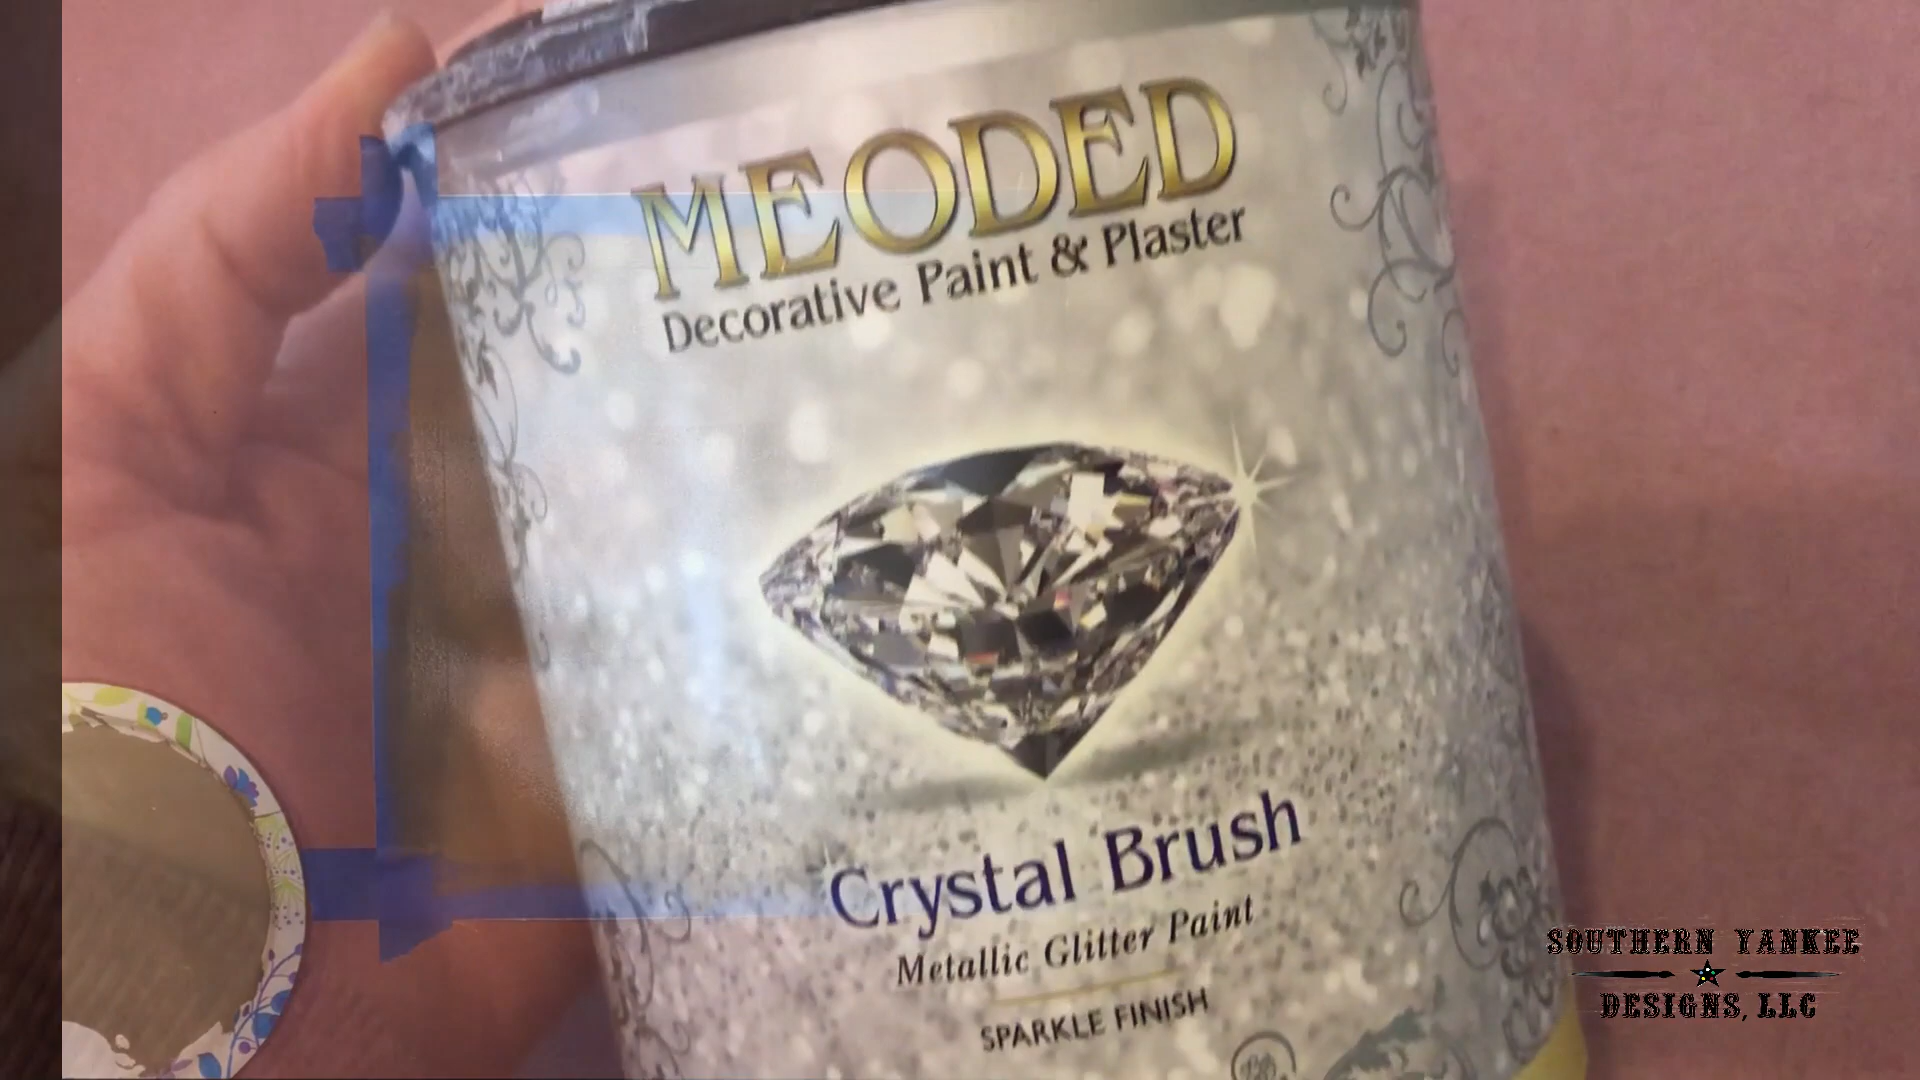 MEODED
Decorative Paint & Plaster
Crystal Brush
Metallic Glitter Paint
SPARKLE FINISH
SOUTHERN YANKEE
DESIGNS, LLC